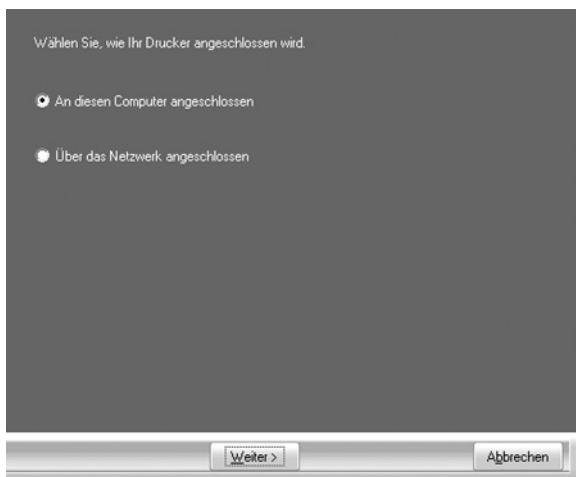 Wählen Sie, wie Ihr Drucker angeschlossen wird.
An diesen Computer angeschlossen
Über das Netzwerk angeschlossen
Weiter >
Abbrechen